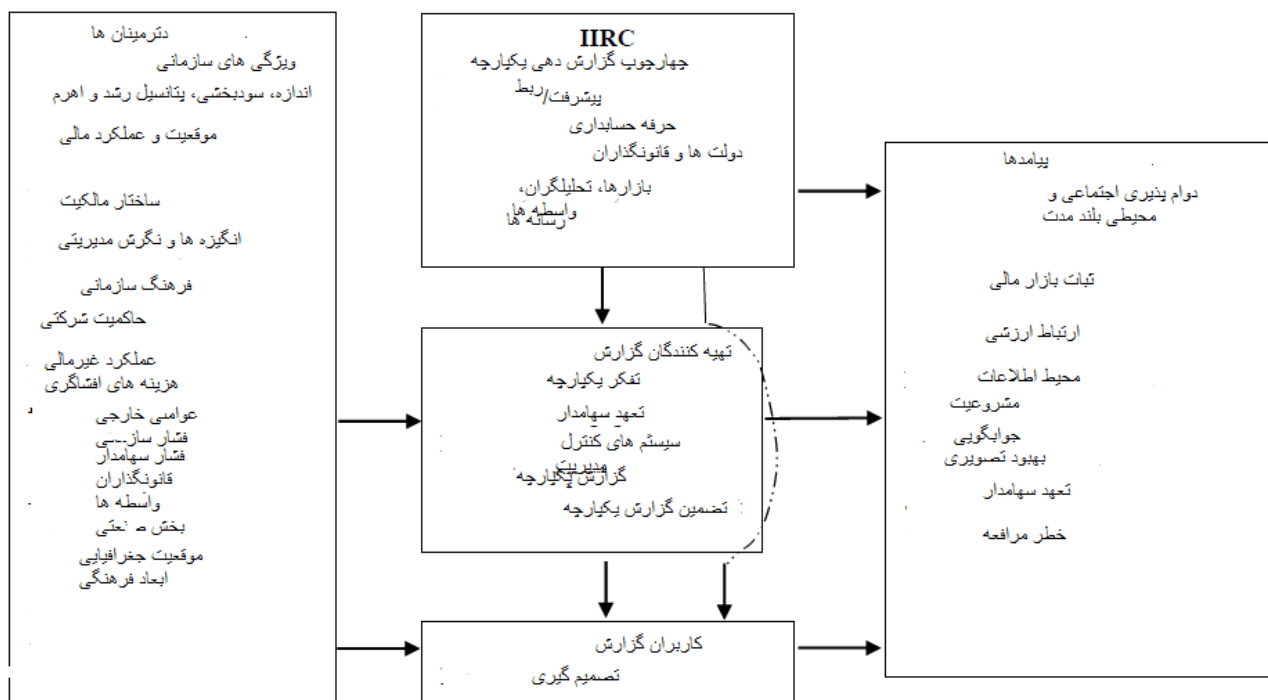 دترمینان ها
ویژگی های سازمانی
اندازه، سودبخشی، پتانسیل رشد و اهرم
موقعیت و عملکرد مالی
ساختار مالکیت
انگیزه ها و نگرش مدیریتی
فرهنگ سازمانی
حاکمیت شرکتی
عملکرد غیرمالی
هزینه های افشاگری
خارجی
فشار
فشار سهامدار
قانونگذاران
واسطه ها
بخش
موقعیت جغرافیایی
ابعاد فرهنگی
IIRC
چهارچوب گزارش دهی یکپارچه
پیشرفت/ربط
حرفه حسابداری
دولت ها و قانونگذاران
بازارها، تحلیلگران،
واسطه ها
رسانه ها
تهیه کنندگان گزارش
تفکر یکپارچه
تعهد سهامدار
سیستم های کنترل
مدیریت
گزارش یکپارچه
تضمین گزارش یکپارچه
کاربران گزارش
تصمیم گیری
پیامدها
دوام پذیری اجتماعی و
محیطی بلند مدت
ثبات بازار مالی
ارتباط ارزشی
محیط اطلاعات
مشروعیت
جوابگویی
بهبود تصویری
تعهد سهامدار
خطر مرافعه